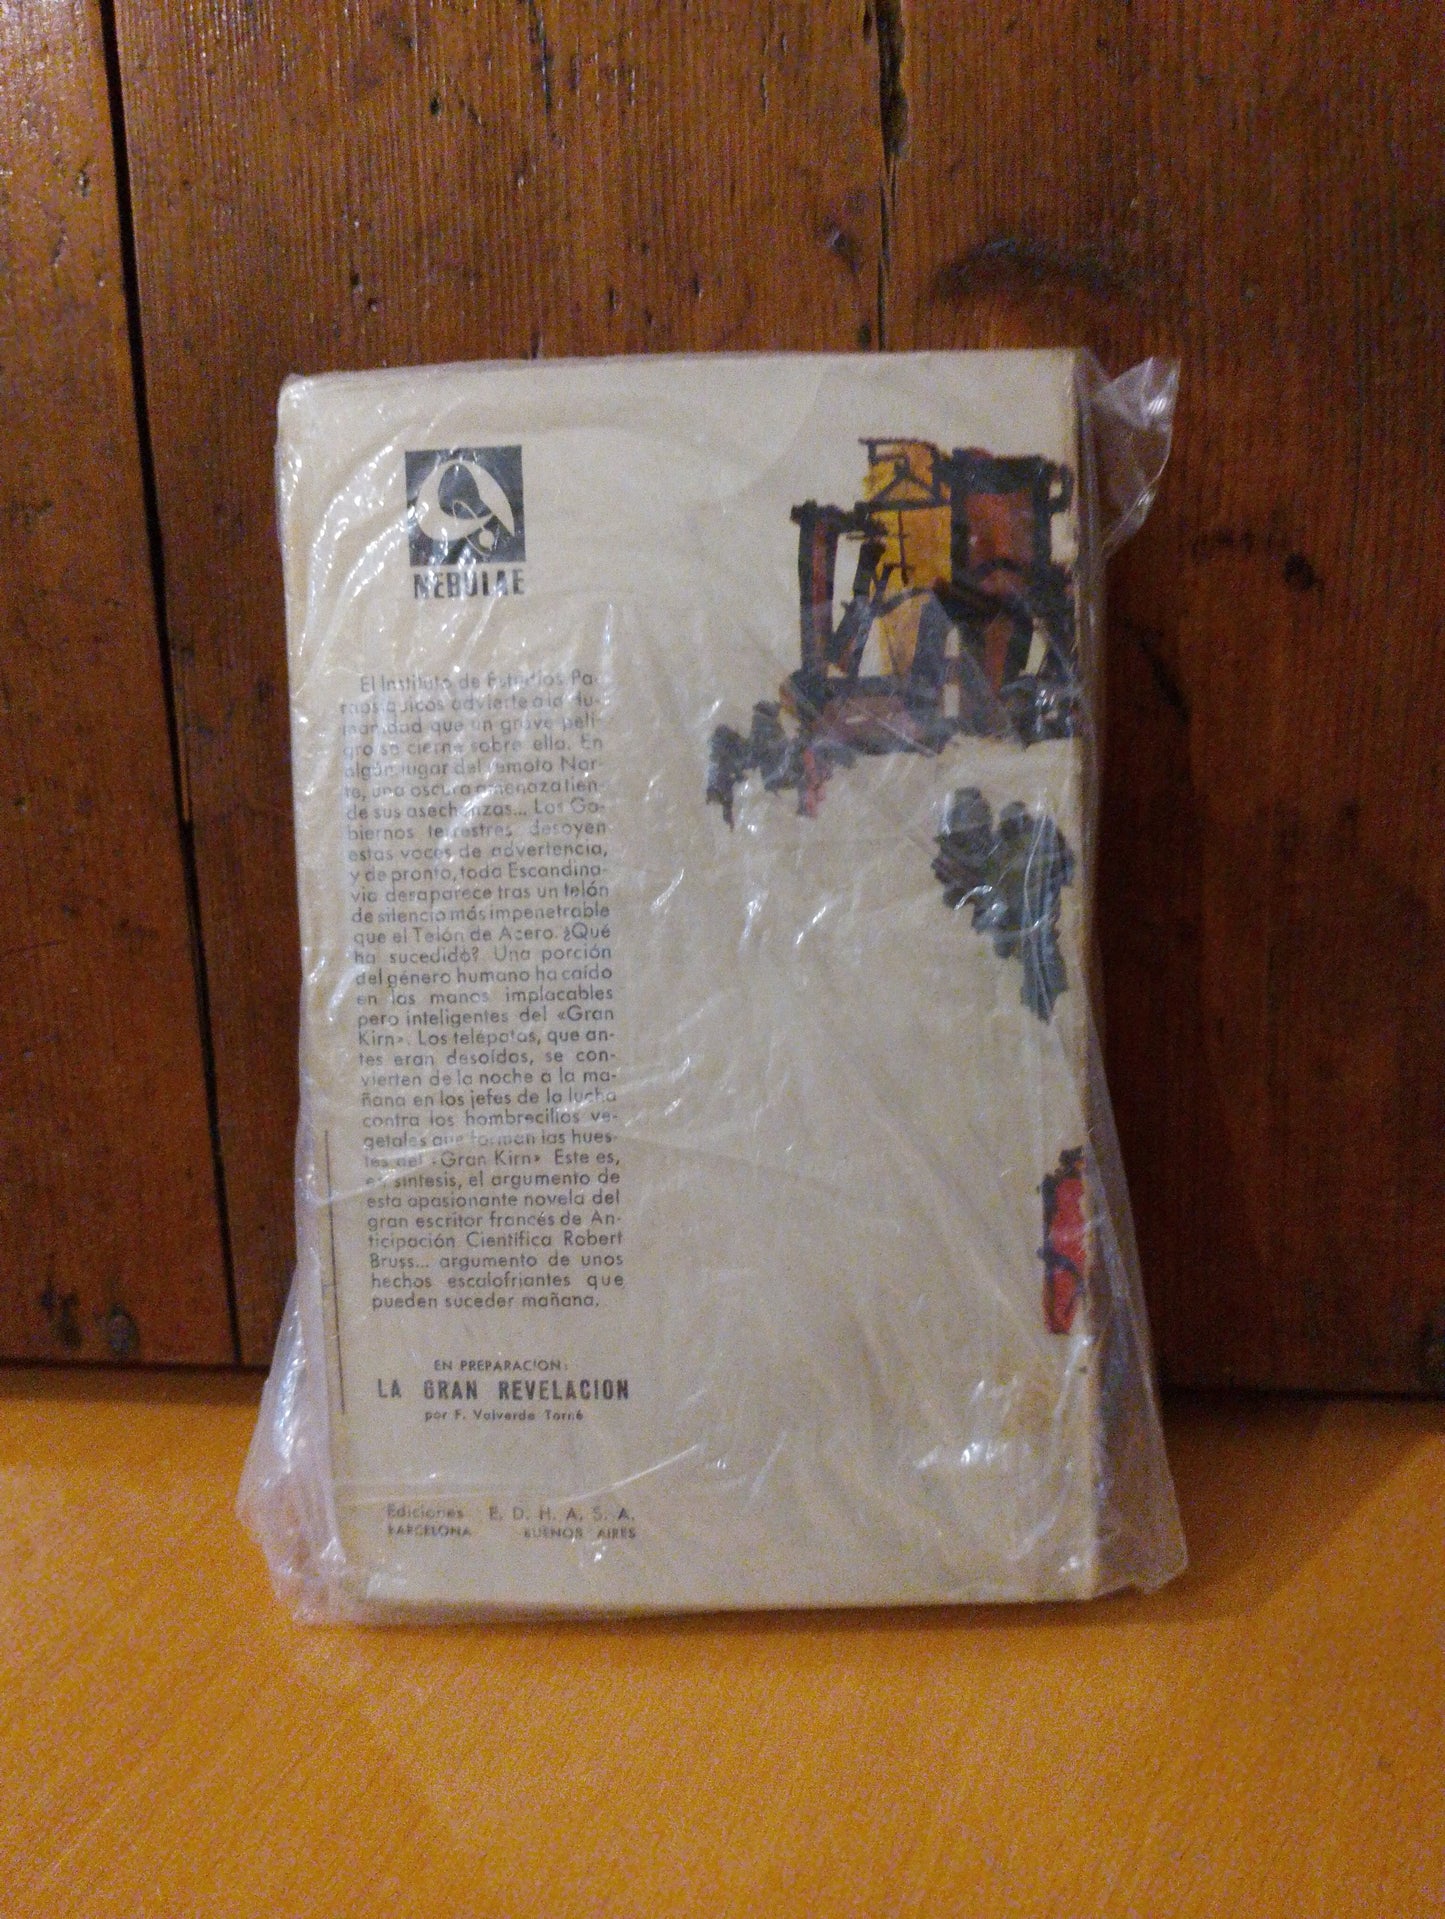 NEBULAE
El Instituto de Estudios Pa-
rapsíquicos advierte a la Hu-
manidad que un grave peli-
gro se cierne sobre ella. En
algún lugar del remoto Nor-
te, una oscura amenaza tien-
de sus asechanzas... Los Go-
biernos terrestres desoyen
estas voces de advertencia,
y de pronto, toda Escandina-
via desaparece tras un telón
de silencio más impenetrable
que el Telón de Acero. ¿Qué
ha sucedido? Una porción
del género humano ha caído
en las manos implacables
pero inteligentes del «Gran
Kirn». Los telépatas, que an-
tes eran desoídos, se con-
vierten de la noche a la ma-
ñana en los jefes de la lucha
contra los hombrecillos ve-
getales que forman las hues-
tes del «Gran Kirn» Este es,
en síntesis, el argumento de
esta apasionante novela del
gran escritor francés de An-
ticipación Científica Robert
Bruss... argumento de unos
hechos escalofriantes que
pueden suceder mañana.
EN PREPARACION:
LA GRAN REVELACION
por F. Valverde Torné
Ediciones E. D. H. A. S. A.
BARCELONA BUENOS AIRES